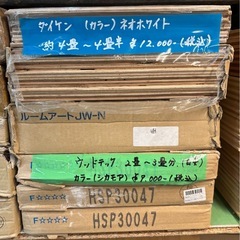 ダイケン (カラー) ネオホワイト
約4畳～4畳半 ¥12,000-(税込)
ルームアートJW-N
ウッドテック 2畳～3畳分
カラー(シカモア) ¥9,000-(税込)
F☆☆☆☆ HSP30047
F☆☆☆☆ HSP30047